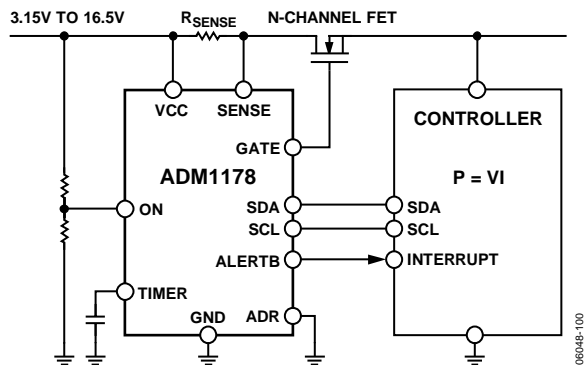 3.15V TO 16.5V
RSENSE
N-CHANNEL FET
VCC
SENSE
CONTROLLER
GATE
ADM1178
P = VI
ON
SDA
SDA
SCL
SCL
ALERTB
INTERRUPT
TIMER
GND
ADR
06048-100